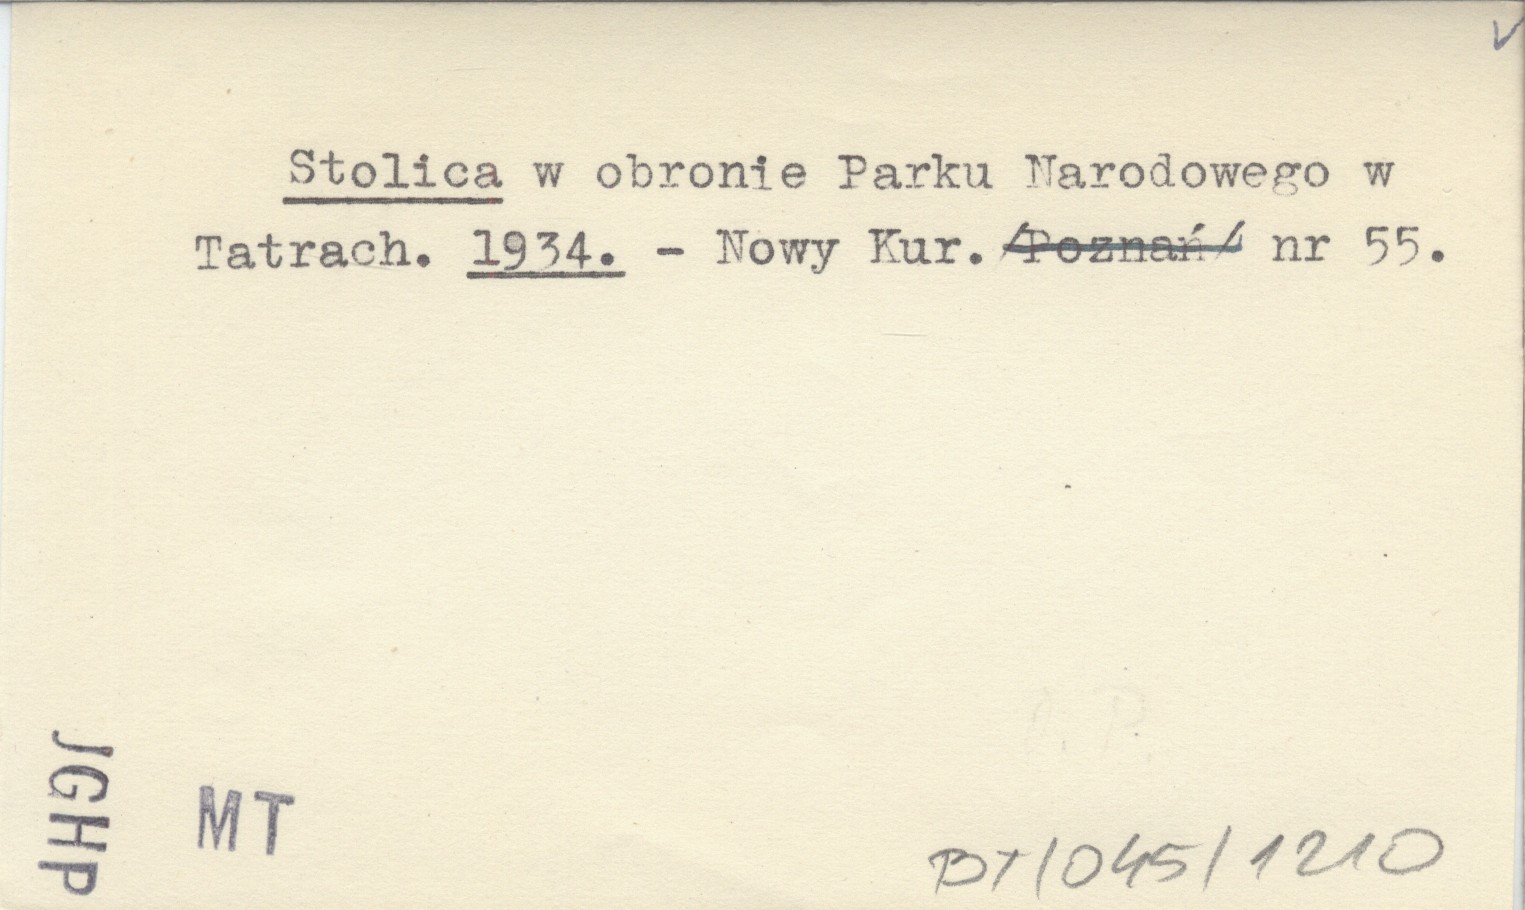 Stolica w obronie Parku Narodowego w
Tatrach. 1934. - Nowy Kur. /Poznań/ nr 55.
JGHP
MT
BT/045/1210